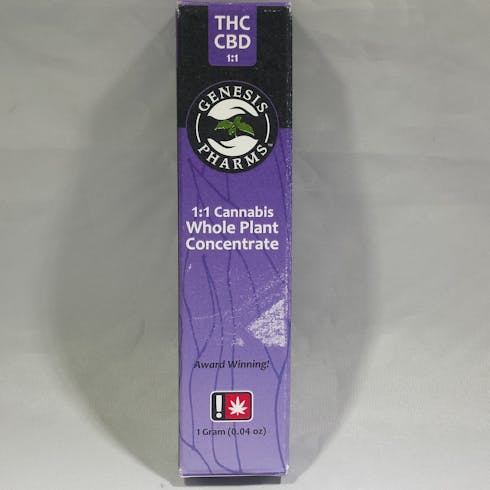 THC
CBD
1:1
GENESIS
PHARMS
1:1 Cannabis
Whole Plant
Concentrate
Award Winning!
!
1 Gram (0.04 oz)